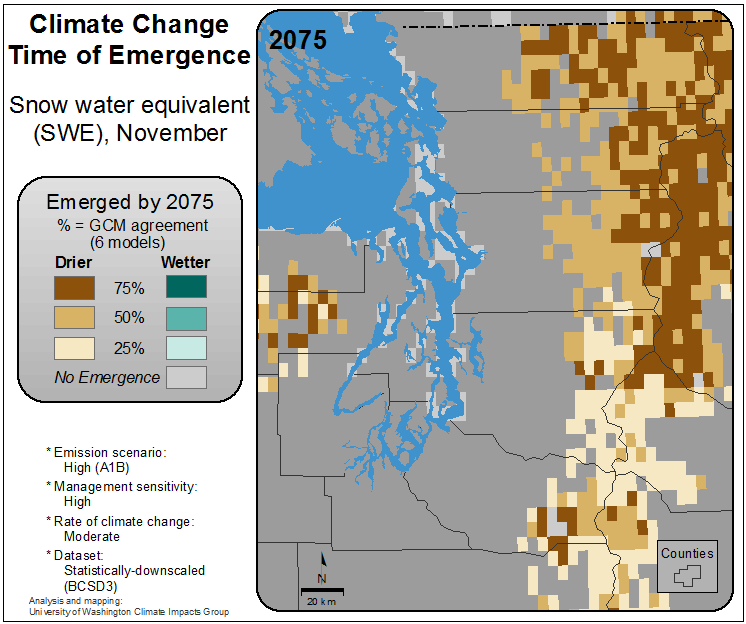 Climate Change
Time of Emergence
Snow water equivalent
(SWE), November
Emerged by 2075
% = GCM agreement
(6 models)
Drier Wetter
75%
50%
25%
No Emergence
* Emission scenario:
High (A1B)
* Management sensitivity:
High
* Rate of climate change:
Moderate
* Dataset:
Statistically-downscaled
(BCSD3)
Analysis and mapping:
University of Washington Climate Impacts Group
2075
N
20 km
Counties